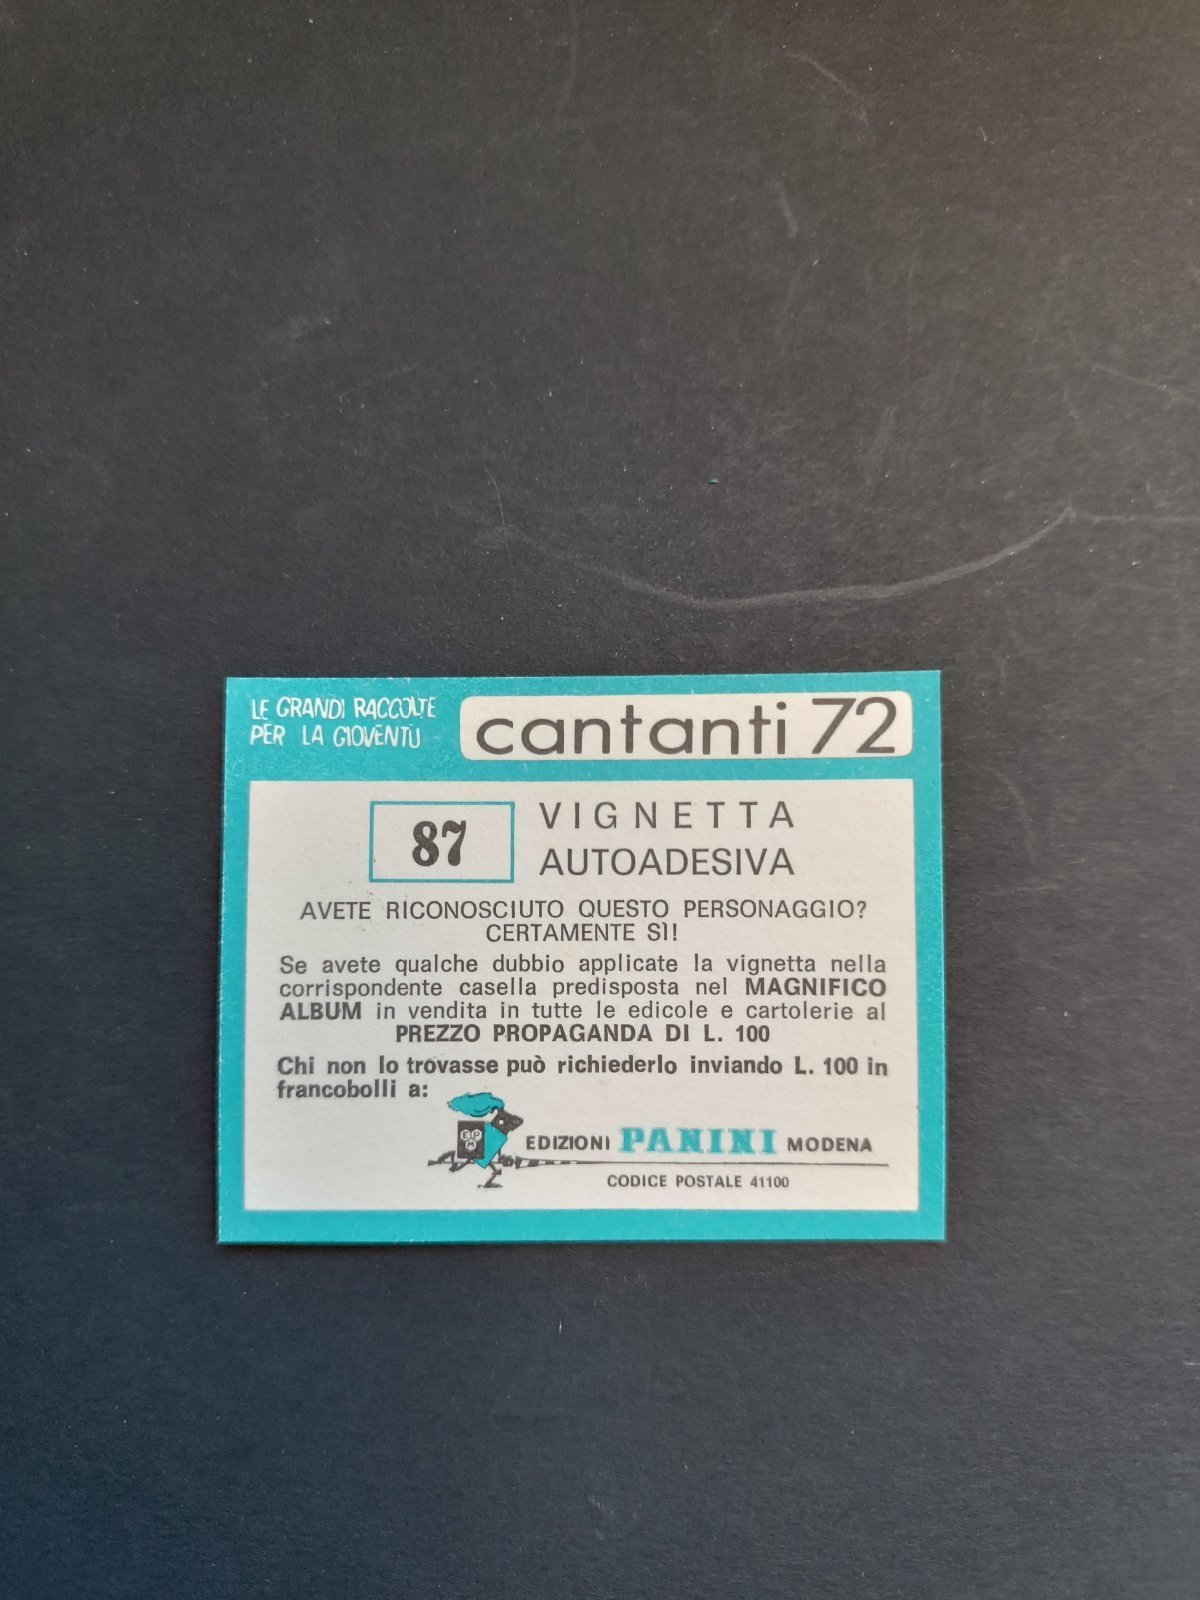 LE GRANDI RACCOLTE
PER LA GIOVENTÙ
cantanti 72
87
VIGNETTA
AUTOADESIVA
AVETE RICONOSCIUTO QUESTO PERSONAGGIO?
CERTAMENTE SÌ!
Se avete qualche dubbio applicate la vignetta nella
corrispondente casella predisposta nel MAGNIFICO
ALBUM in vendita in tutte le edicole e cartolerie al
PREZZO PROPAGANDA DI L. 100
Chi non lo trovasse può richiederlo inviando L. 100 in
francobolli a:
EPM
EDIZIONI PANINI MODENA
CODICE POSTALE 41100